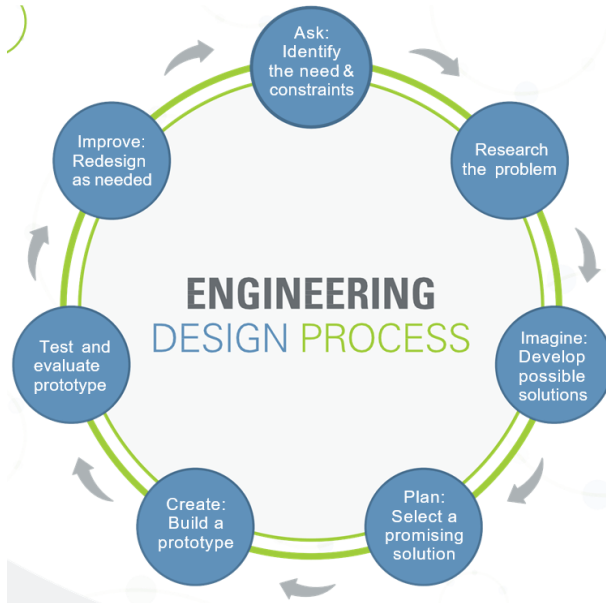 Ask:
Identify
the need &
constraints
Research
the problem
Imagine:
Develop
possible
solutions
Plan:
Select a
promising
solution
Create:
Build a
prototype
Test and
evaluate
prototype
Improve:
Redesign
as needed
ENGINEERING
DESIGN PROCESS